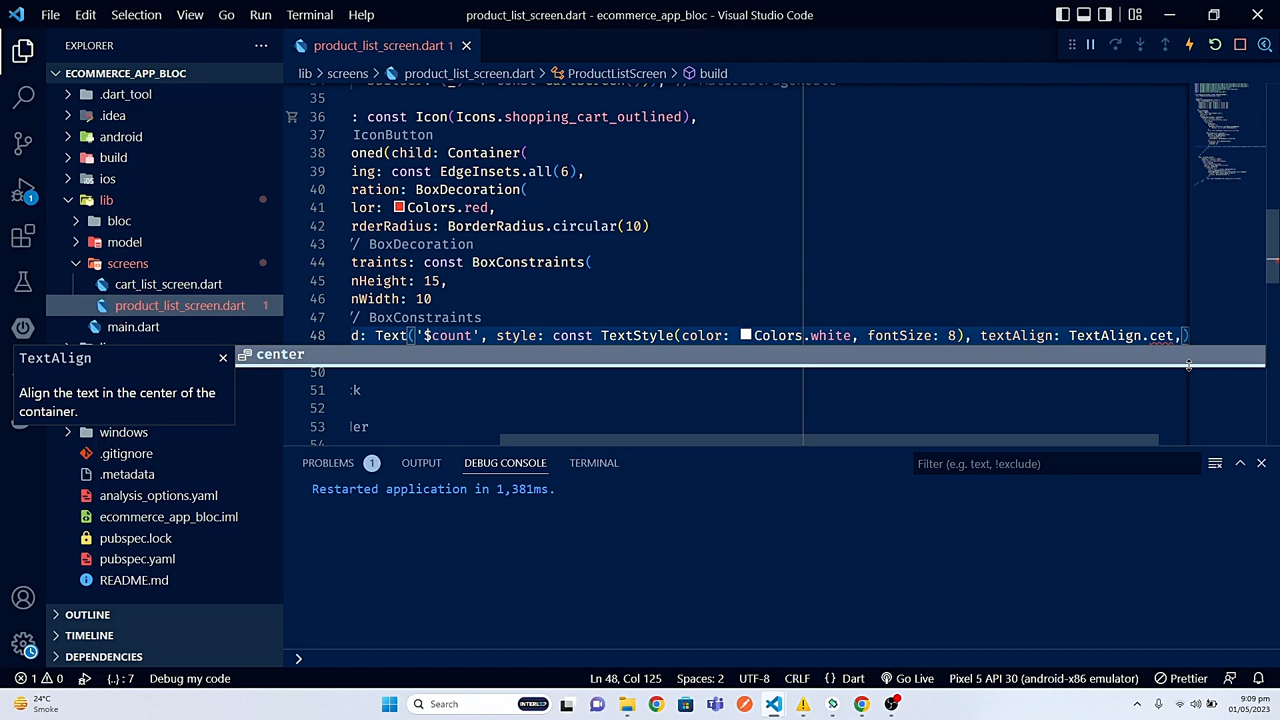 File Edit Selection View Go Run Terminal Help
product_list_screen.dart - ecommerce_app_bloc - Visual Studio Code
EXPLORER
ECOMMERCE_APP_BLOC
.dart_tool
.idea
android
build
ios
lib
bloc
model
screens
cart_list_screen.dart
product_list_screen.dart 1
main.dart
TextAlign
Align the text in the center of the
container.
windows
.gitignore
.metadata
analysis_options.yaml
ecommerce_app_bloc.iml
pubspec.lock
pubspec.yaml
README.md
OUTLINE
TIMELINE
DEPENDENCIES
product_list_screen.dart 1
lib screens product_list_screen.dart ProductListScreen build
35
36 : const Icon(Icons.shopping_cart_outlined),
37 IconButton
38 oned(child: Container(
39 ing: const EdgeInsets.all(6),
40 ration: BoxDecoration(
41 lor: Colors.red,
42 rderRadius: BorderRadius.circular(10)
43 / BoxDecoration
44 traints: const BoxConstraints(
45 nHeight: 15,
46 nWidth: 10
47 / BoxConstraints
48 d: Text('$count', style: const TextStyle(color: Colors.white, fontSize: 8), textAlign: TextAlign.cet,)
center
50
51 :k
52
53 ler
54
PROBLEMS 1 OUTPUT DEBUG CONSOLE TERMINAL
Filter (e.g. text, !exclude)
Restarted application in 1,381ms.
1
1 0 {..} : 7 Debug my code Ln 48, Col 125 Spaces: 2 UTF-8 CRLF {} Dart Go Live Pixel 5 API 30 (android-x86 emulator) Prettier
24°C
Smoke
Search
9:09 pm
01/05/2023